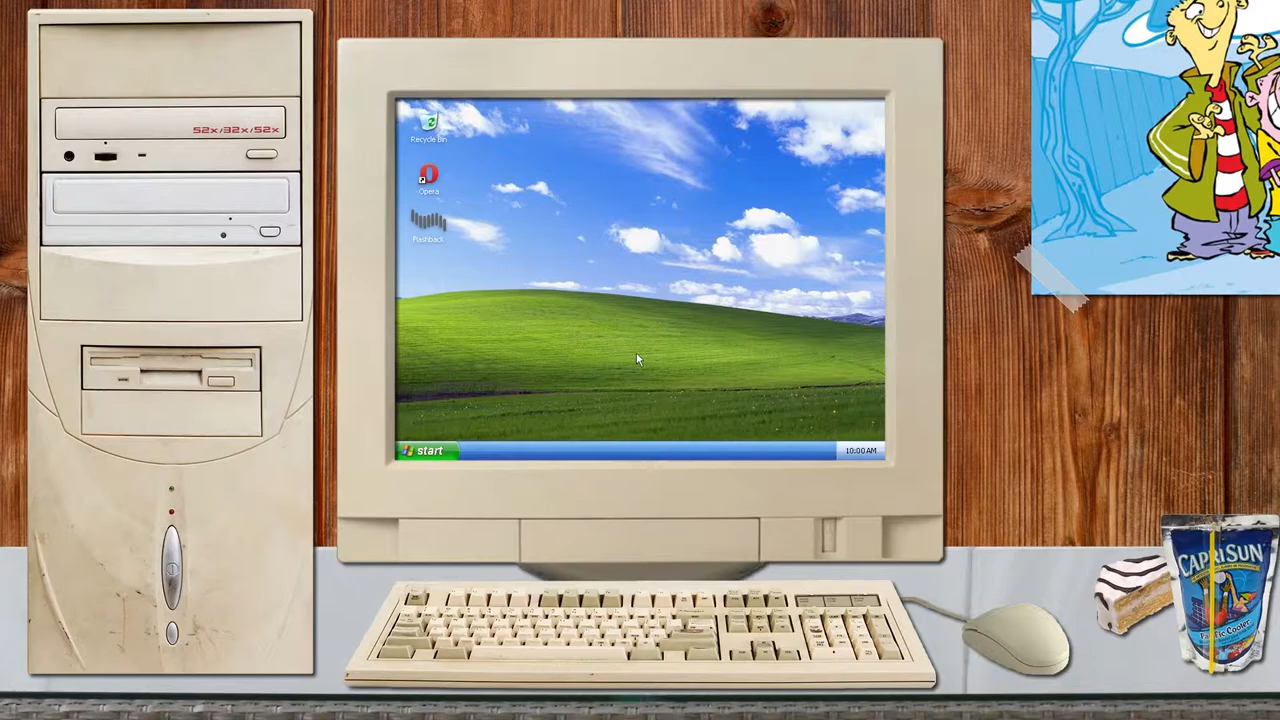 52x/32x/52x
Recycle Bin
Opera
Flashback
start
10:00 AM
CAPRI SUN
Pacific Cooler